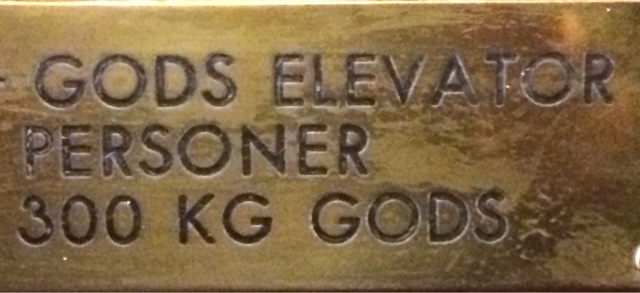 - GODS ELEVATOR
PERSONER
300 KG GODS